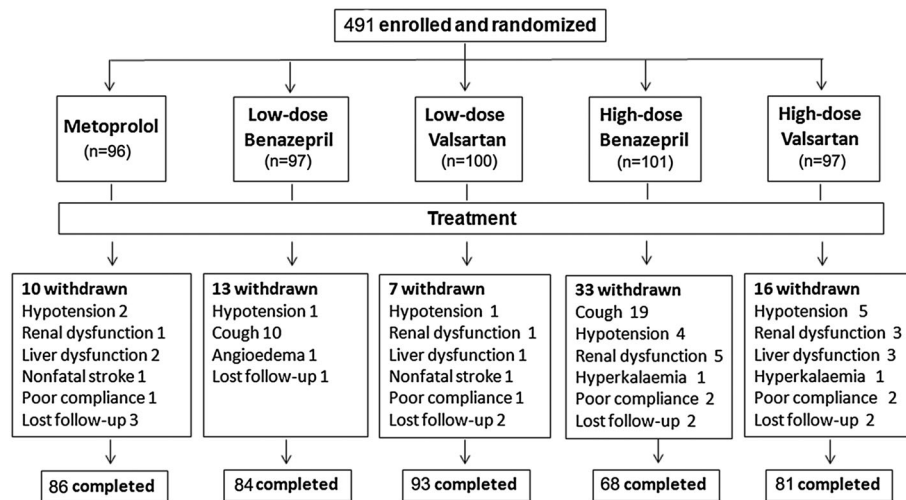 491 enrolled and randomized
Metoprolol
(n=96)
Low-dose
Benazepril
(n=97)
Low-dose
Valsartan
(n=100)
High-dose
Benazepril
(n=101)
High-dose
Valsartan
(n=97)
Treatment
10 withdrawn
Hypotension 2
Renal dysfunction 1
Liver dysfunction 2
Nonfatal stroke 1
Poor compliance 1
Lost follow-up 3
13 withdrawn
Hypotension 1
Cough 10
Angioedema 1
Lost follow-up 1
7 withdrawn
Hypotension 1
Renal dysfunction 1
Liver dysfunction 1
Nonfatal stroke 1
Poor compliance 1
Lost follow-up 2
33 withdrawn
Cough 19
Hypotension 4
Renal dysfunction 5
Hyperkalaemia 1
Poor compliance 2
Lost follow-up 2
16 withdrawn
Hypotension 5
Renal dysfunction 3
Liver dysfunction 3
Hyperkalaemia 1
Poor compliance 2
Lost follow-up 2
86 completed
84 completed
93 completed
68 completed
81 completed